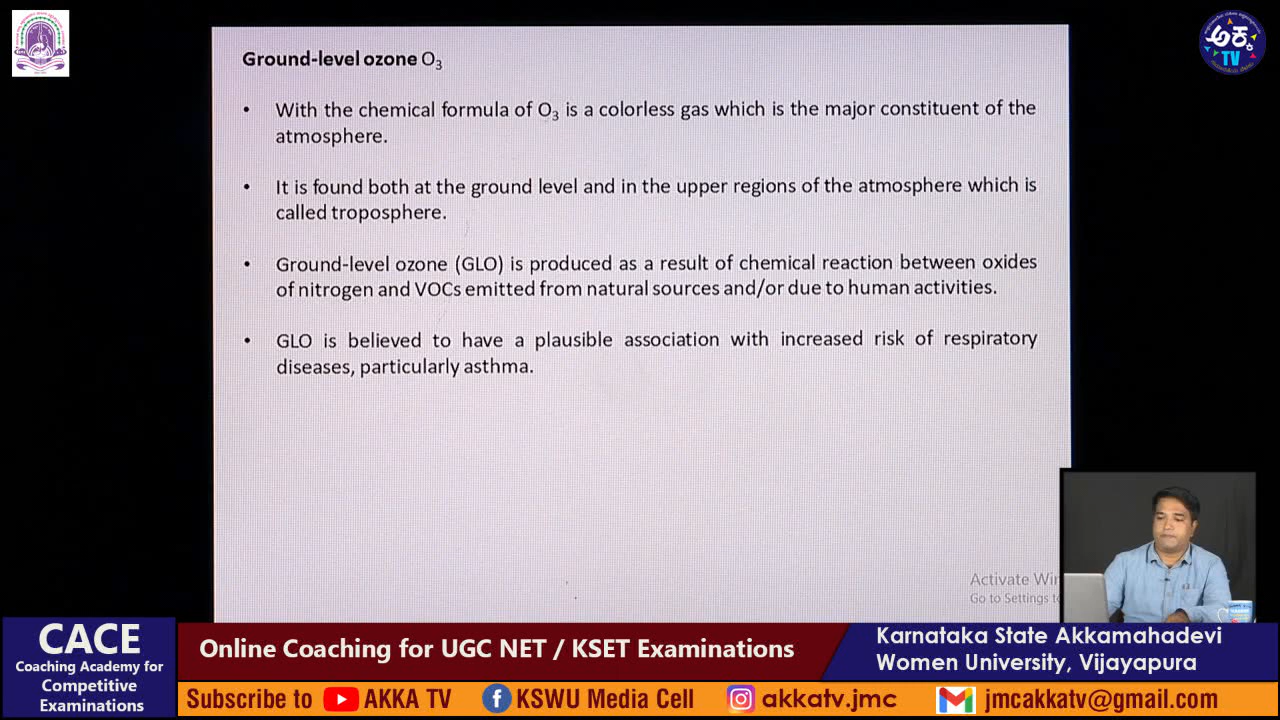 Ground-level ozone O₃
• With the chemical formula of O₃ is a colorless gas which is the major constituent of the
atmosphere.
• It is found both at the ground level and in the upper regions of the atmosphere which is
called troposphere.
• Ground-level ozone (GLO) is produced as a result of chemical reaction between oxides
of nitrogen and VOCs emitted from natural sources and/or due to human activities.
• GLO is believed to have a plausible association with increased risk of respiratory
diseases, particularly asthma.
ಅಕ್ಕ
TV
Activate Win
Go to Settings t
CACE
Coaching Academy for
Competitive
Examinations
Online Coaching for UGC NET / KSET Examinations
Karnataka State Akkamahadevi
Women University, Vijayapura
Subscribe to AKKA TV KSWU Media Cell akkatv.jmc jmcakkatv@gmail.com